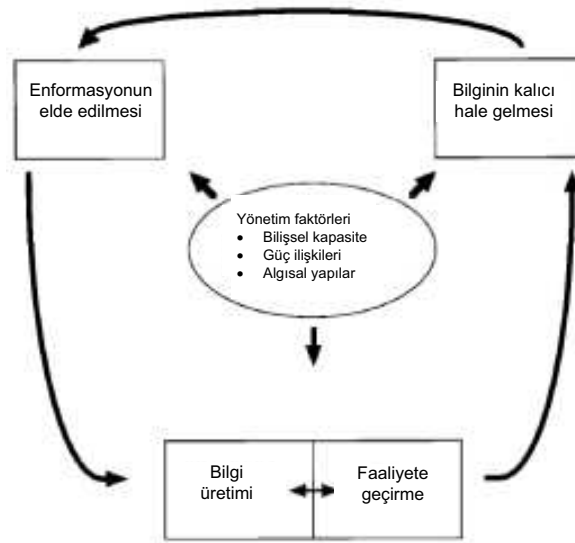 Enformasyonun
elde edilmesi
Bilginin kalıcı
hale gelmesi
Yönetim faktörleri
• Bilişsel kapasite
• Güç ilişkileri
• Algısal yapılar
Bilgi
üretimi
Faaliyete
geçirme